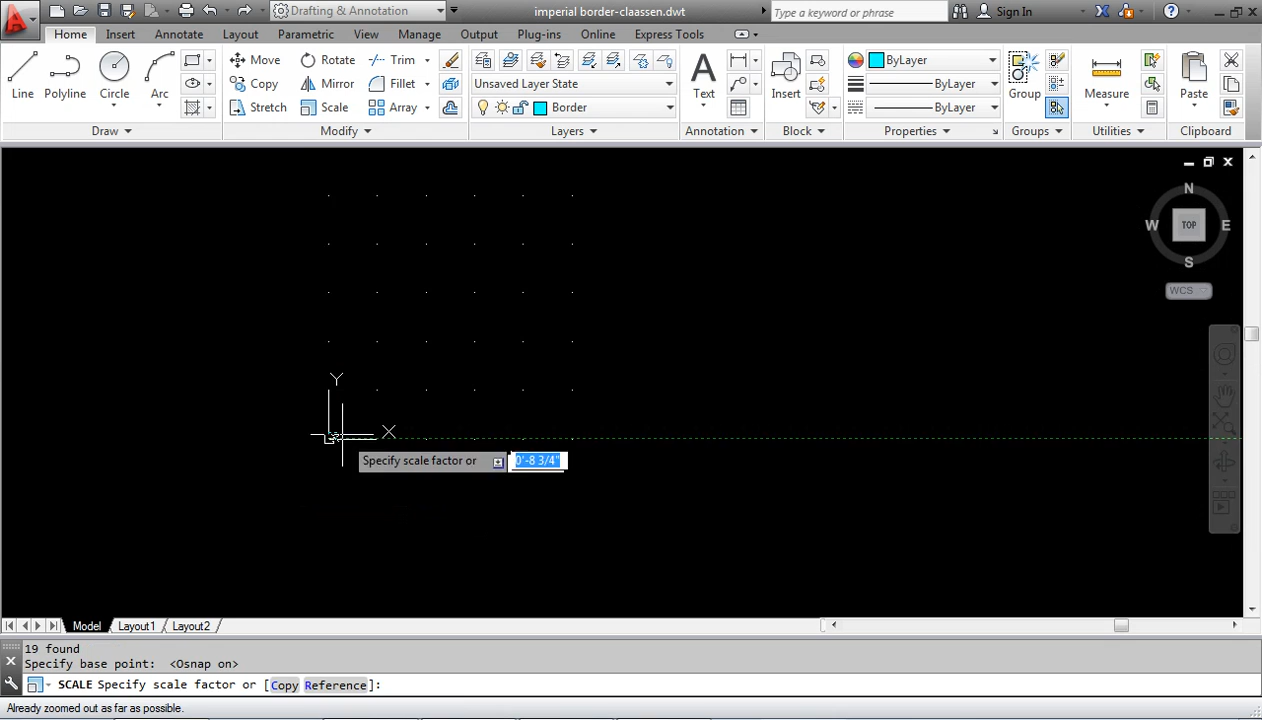 Drafting & Annotation imperial border-claassen.dwt Type a keyword or phrase Sign In
Home Insert Annotate Layout Parametric View Manage Output Plug-ins Online Express Tools
Line Polyline Circle Arc Move Rotate Trim Unsaved Layer State Text Insert ByLayer Group Measure Paste
Copy Mirror Fillet ByLayer
Stretch Scale Array Border ByLayer
Draw Modify Layers Annotation Block Properties Groups Utilities Clipboard
N
W TOP E
S
WCS
Y
X
Specify scale factor or 0'-8 3/4"
Model Layout1 Layout2
19 found
Specify base point: <Osnap on>
SCALE Specify scale factor or [Copy Reference]:
Already zoomed out as far as possible.